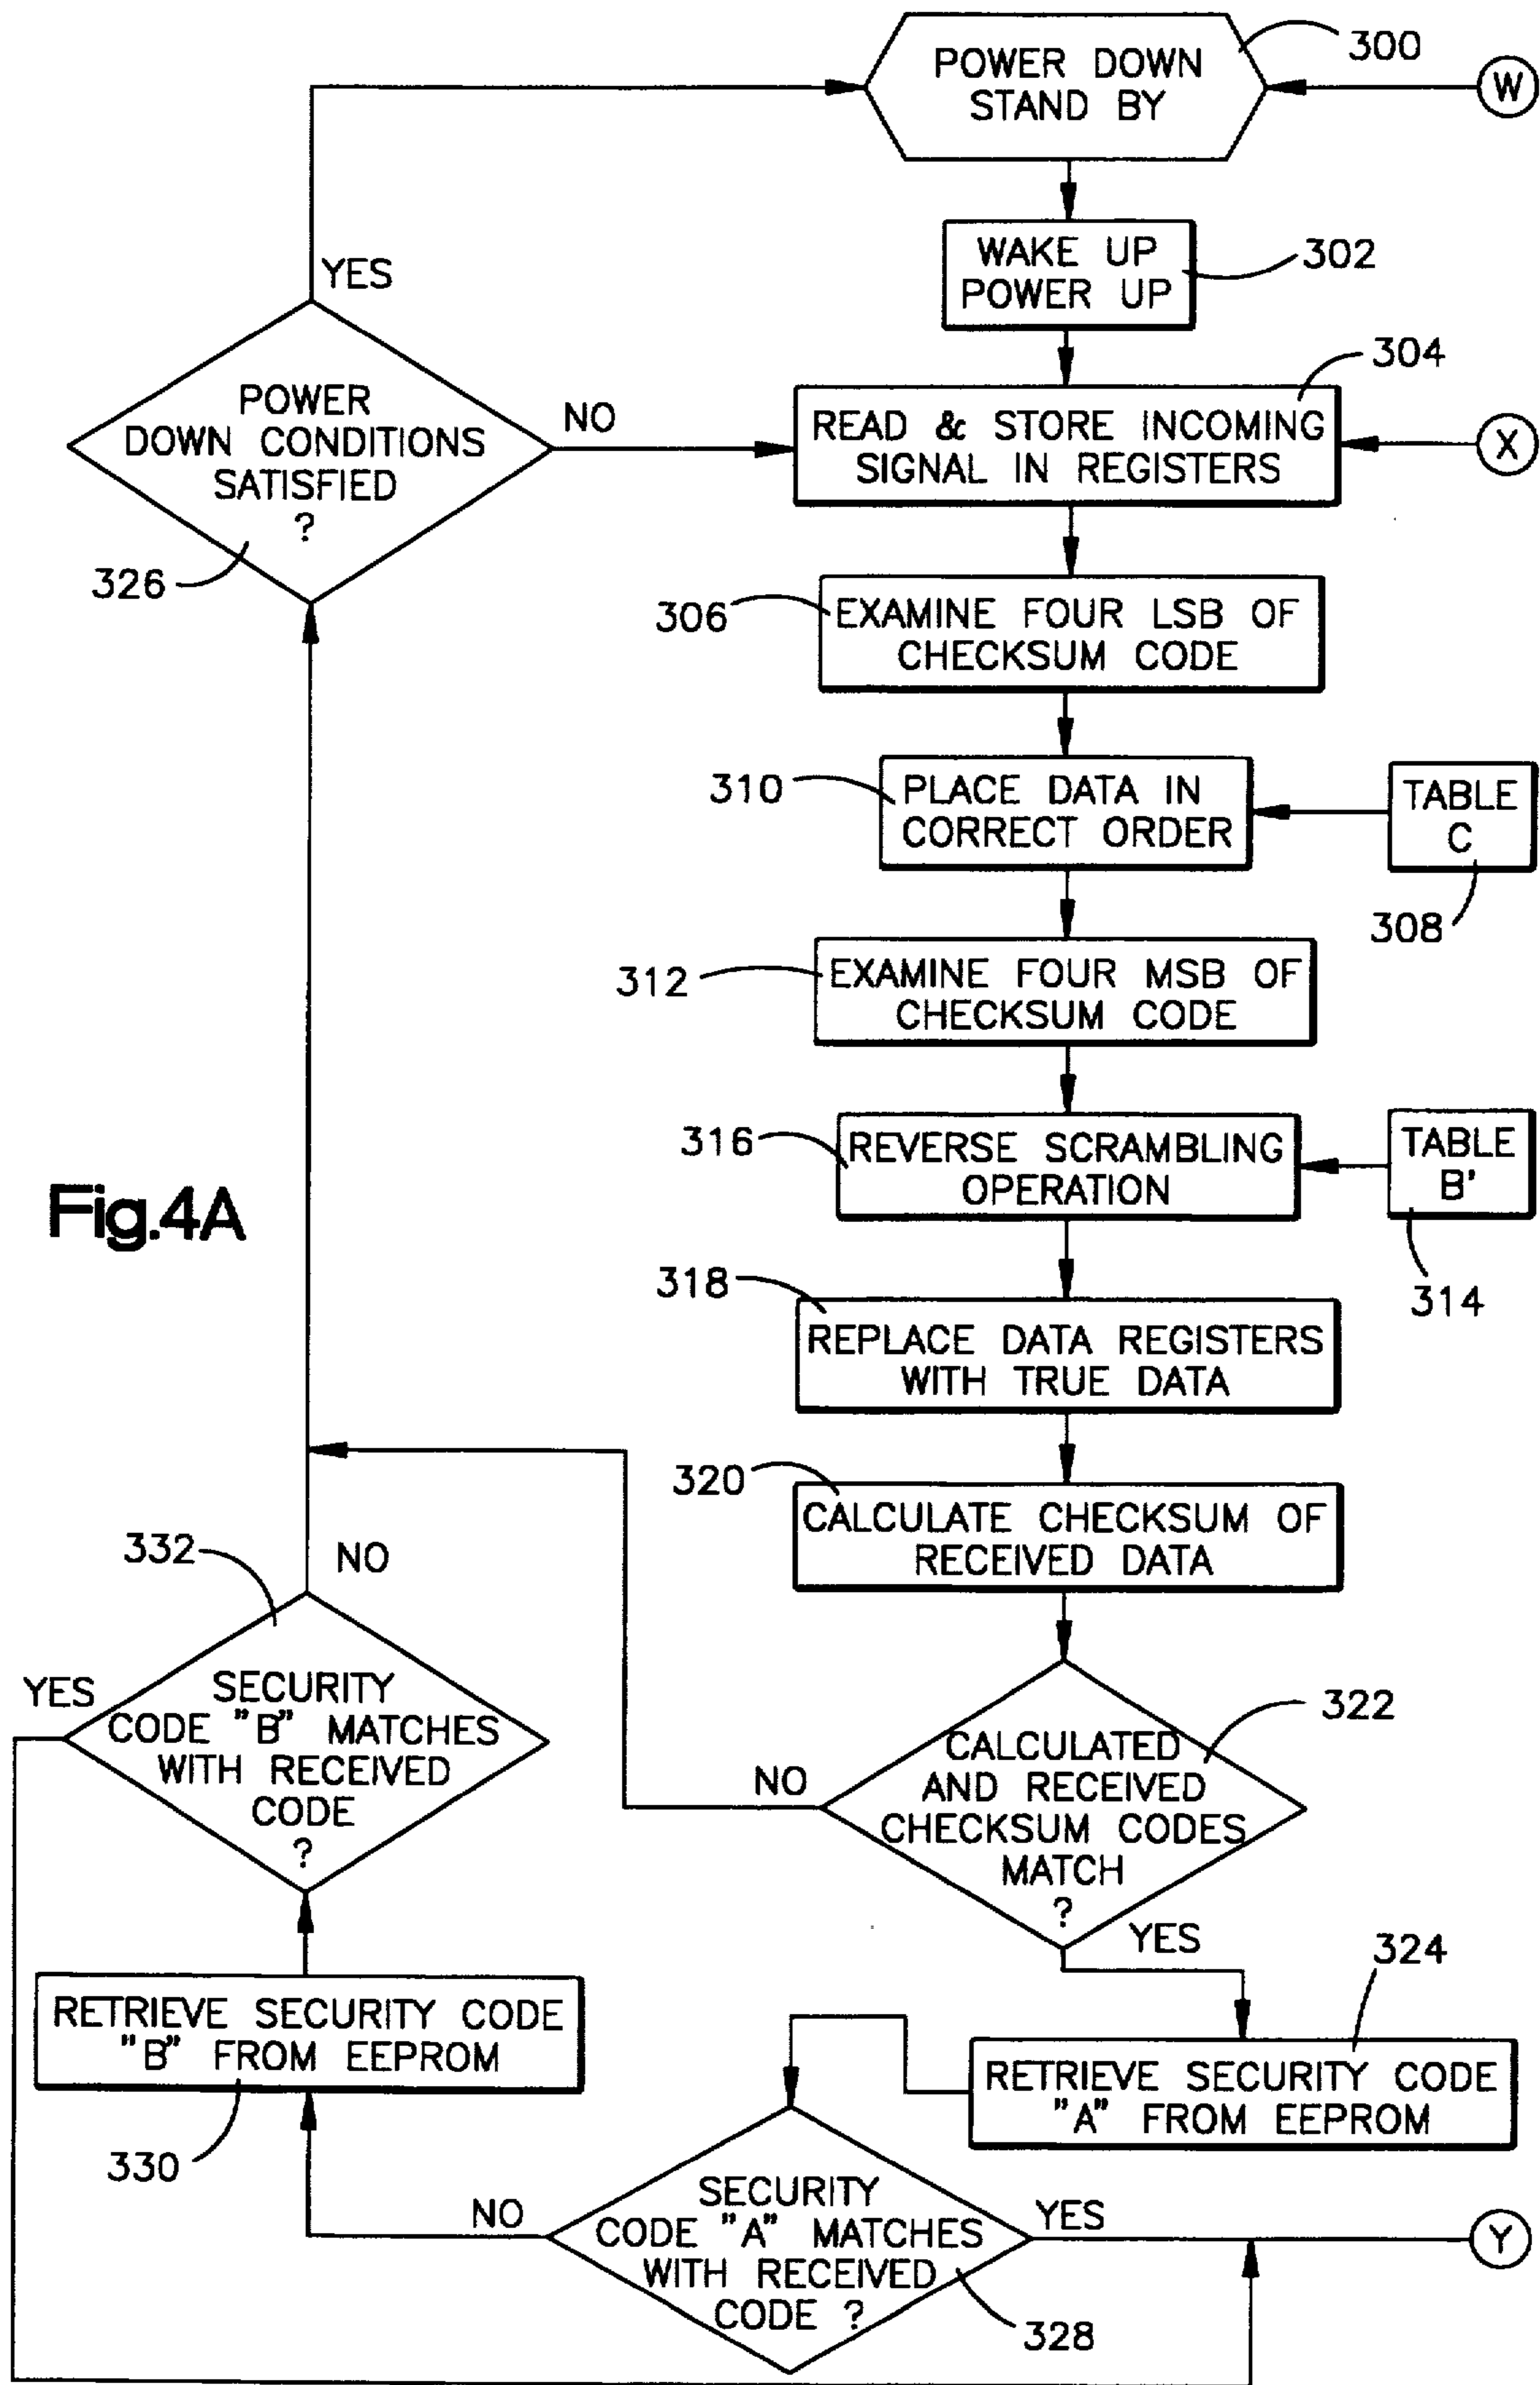 300
POWER DOWN
STAND BY
W
WAKE UP
POWER UP
302
YES
304
POWER
DOWN CONDITIONS
SATISFIED
?
NO
READ & STORE INCOMING
SIGNAL IN REGISTERS
X
326
306
EXAMINE FOUR LSB OF
CHECKSUM CODE
310
PLACE DATA IN
CORRECT ORDER
TABLE
C
308
312
EXAMINE FOUR MSB OF
CHECKSUM CODE
316
REVERSE SCRAMBLING
OPERATION
TABLE
B'
314
Fig.4A
318
REPLACE DATA REGISTERS
WITH TRUE DATA
320
CALCULATE CHECKSUM OF
RECEIVED DATA
332
NO
YES
SECURITY
CODE "B" MATCHES
WITH RECEIVED
CODE
?
322
NO
CALCULATED
AND RECEIVED
CHECKSUM CODES
MATCH
?
YES
324
RETRIEVE SECURITY CODE
"B" FROM EEPROM
330
RETRIEVE SECURITY CODE
"A" FROM EEPROM
NO
SECURITY
CODE "A" MATCHES
WITH RECEIVED
CODE ?
YES
Y
328